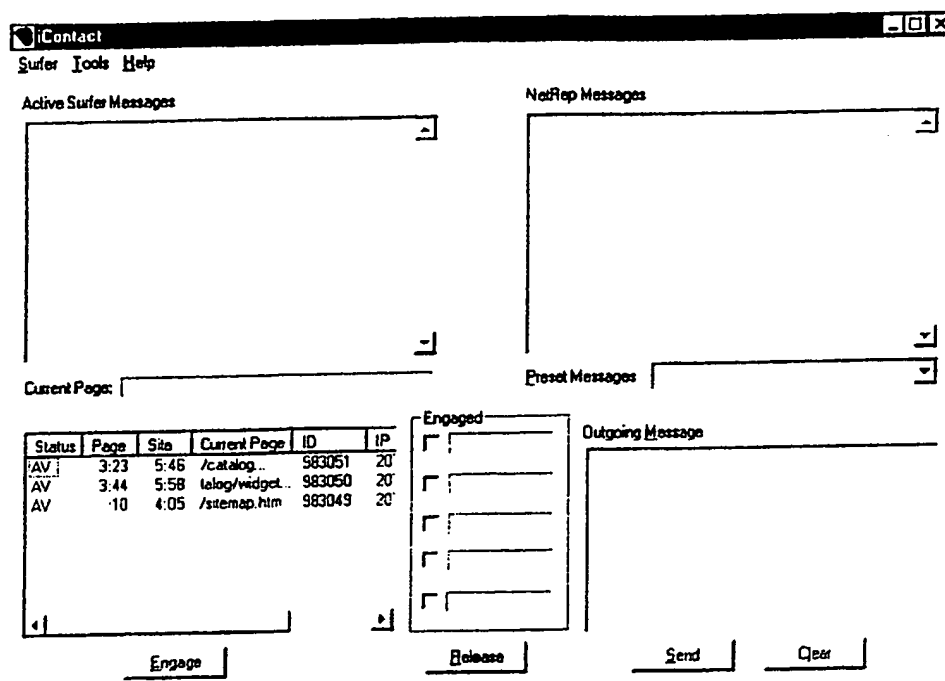 iContact
Surfer Tools Help
Active Surfer Messages
NetRep Messages
Current Page:
Preset Messages
Status Page Site Current Page ID IP
AV 3:23 5:46 /catalog... 983051 20
AV 3:44 5:58 talog/widget... 983050 20
AV :10 4:05 /sitemap.htm 983049 20
Engaged
Outgoing Message
Engage
Release
Send
Clear